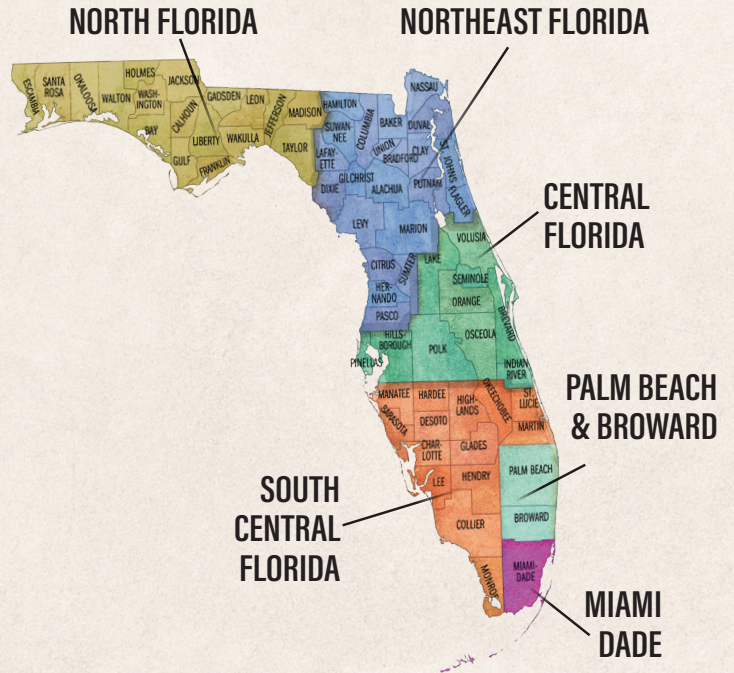 NORTH FLORIDA
NORTHEAST FLORIDA
ESCAMBIA
SANTA
ROSA
OKALOOSA
WALTON
HOLMES
WASH-
INGTON
JACKSON
BAY
CALHOUN
GULF
GADSDEN
LIBERTY
FRANKLIN
LEON
WAKULLA
JEFFERSON
MADISON
TAYLOR
HAMILTON
SUWAN-
NEE
LAFAY-
ETTE
DIXIE
COLUMBIA
GILCHRIST
BAKER
UNION
BRADFORD
ALACHUA
NASSAU
DUVAL
CLAY
ST JOHNS
PUTNAM
FLAGLER
LEVY
MARION
CITRUS
SUMTER
HER-
NANDO
PASCO
CENTRAL
FLORIDA
VOLUSIA
LAKE
SEMINOLE
ORANGE
BREVARD
OSCEOLA
HILLS-
BOROUGH
POLK
PINELLAS
INDIAN
RIVER
PALM BEACH
& BROWARD
MANATEE
HARDEE
HIGH-
LANDS
OKEECHOBEE
ST.
LUCIE
SARASOTA
DESOTO
MARTIN
CHAR-
LOTTE
GLADES
LEE
HENDRY
PALM BEACH
SOUTH
CENTRAL
FLORIDA
COLLIER
BROWARD
MONROE
MIAMI-
DADE
MIAMI
DADE